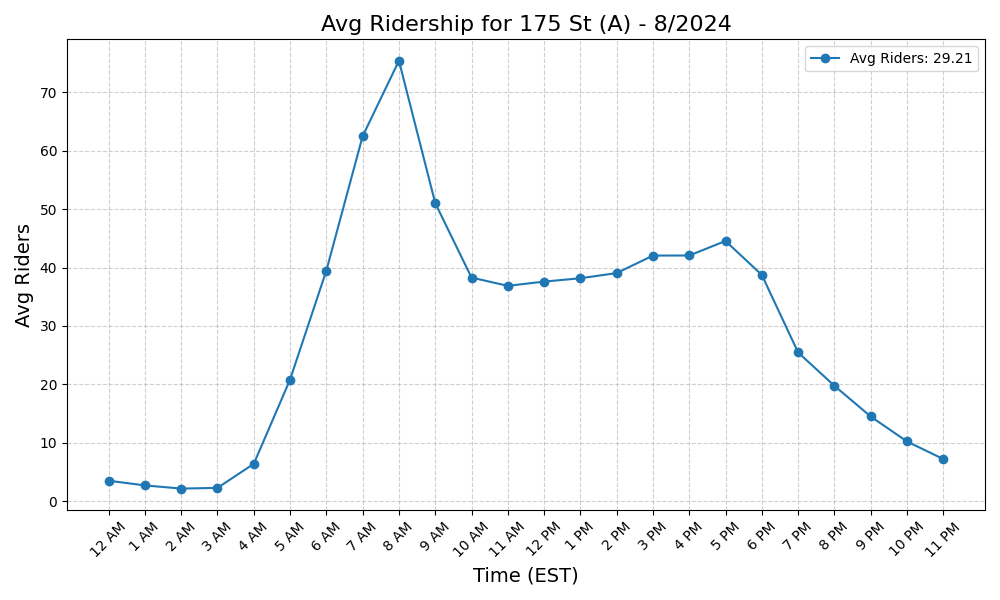 Avg Ridership for 175 St (A) - 8/2024
Avg Riders: 29.21
Avg Riders
70
60
50
40
30
20
10
0
12 AM
1 AM
2 AM
3 AM
4 AM
5 AM
6 AM
7 AM
8 AM
9 AM
10 AM
11 AM
12 PM
1 PM
2 PM
3 PM
4 PM
5 PM
6 PM
7 PM
8 PM
9 PM
10 PM
11 PM
Time (EST)